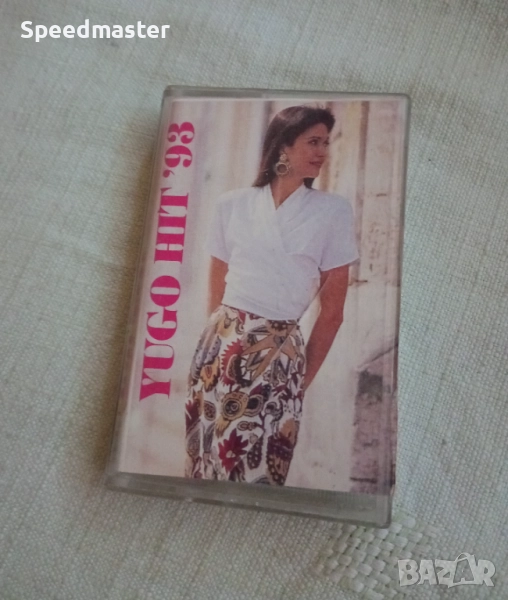 Speedmaster
YUGO HIT '93
BAZAR